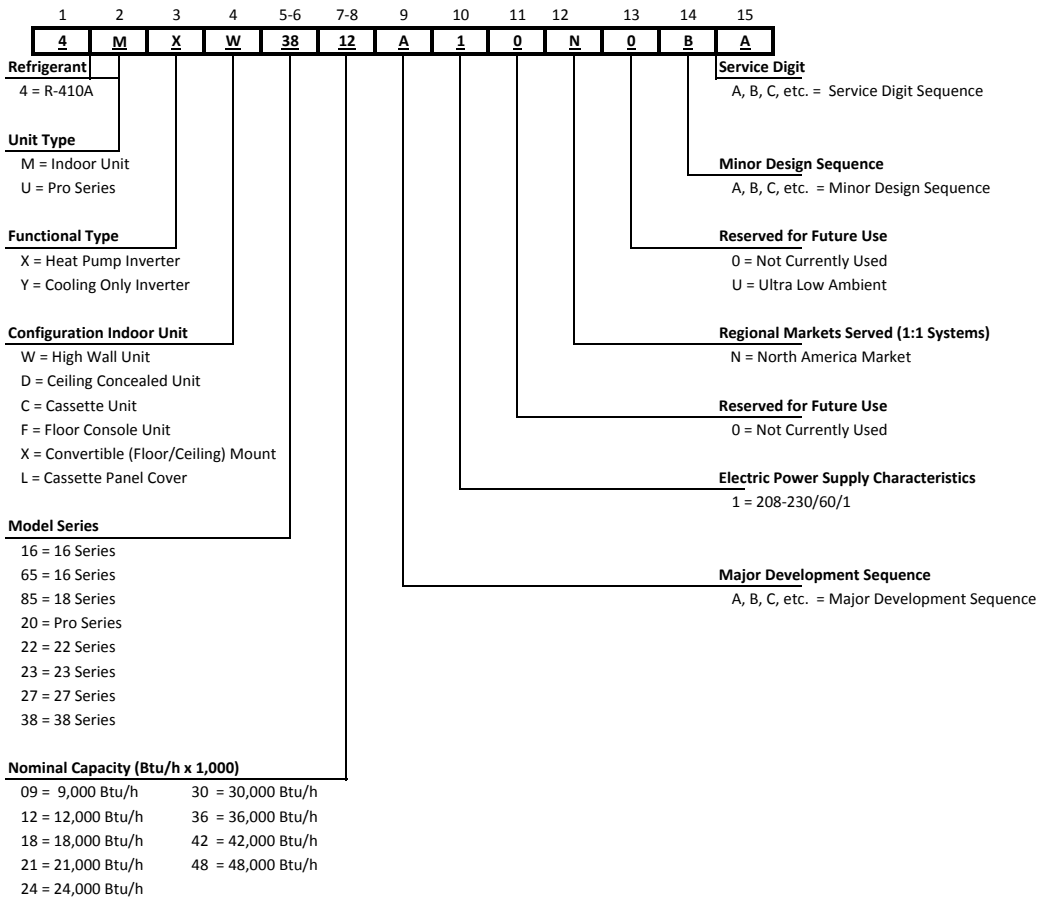 1 2 3 4 5-6 7-8 9 10 11 12 13 14 15
4 M X W 38 12 A 1 0 N 0 B A
Refrigerant
4 = R-410A
Unit Type
M = Indoor Unit
U = Pro Series
Functional Type
X = Heat Pump Inverter
Y = Cooling Only Inverter
Configuration Indoor Unit
W = High Wall Unit
D = Ceiling Concealed Unit
C = Cassette Unit
F = Floor Console Unit
X = Convertible (Floor/Ceiling) Mount
L = Cassette Panel Cover
Model Series
16 = 16 Series
65 = 16 Series
85 = 18 Series
20 = Pro Series
22 = 22 Series
23 = 23 Series
27 = 27 Series
38 = 38 Series
Nominal Capacity (Btu/h x 1,000)
09 = 9,000 Btu/h 30 = 30,000 Btu/h
12 = 12,000 Btu/h 36 = 36,000 Btu/h
18 = 18,000 Btu/h 42 = 42,000 Btu/h
21 = 21,000 Btu/h 48 = 48,000 Btu/h
24 = 24,000 Btu/h
Service Digit
A, B, C, etc. = Service Digit Sequence
Minor Design Sequence
A, B, C, etc. = Minor Design Sequence
Reserved for Future Use
0 = Not Currently Used
U = Ultra Low Ambient
Regional Markets Served (1:1 Systems)
N = North America Market
Reserved for Future Use
0 = Not Currently Used
Electric Power Supply Characteristics
1 = 208-230/60/1
Major Development Sequence
A, B, C, etc. = Major Development Sequence